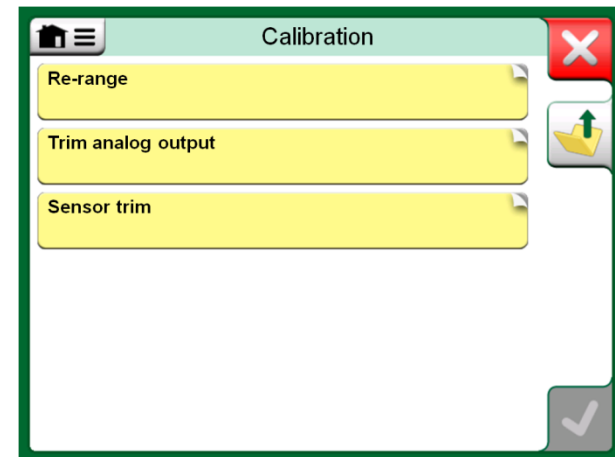 Calibration
Re-range
Trim analog output
Sensor trim